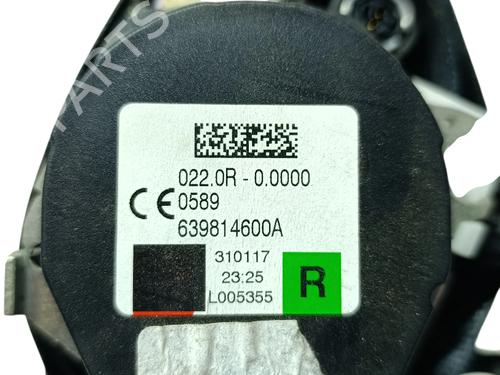 PARTS
022.0R - 0.0000
CE 0589
639814600A
310117
23:25
L005355
R